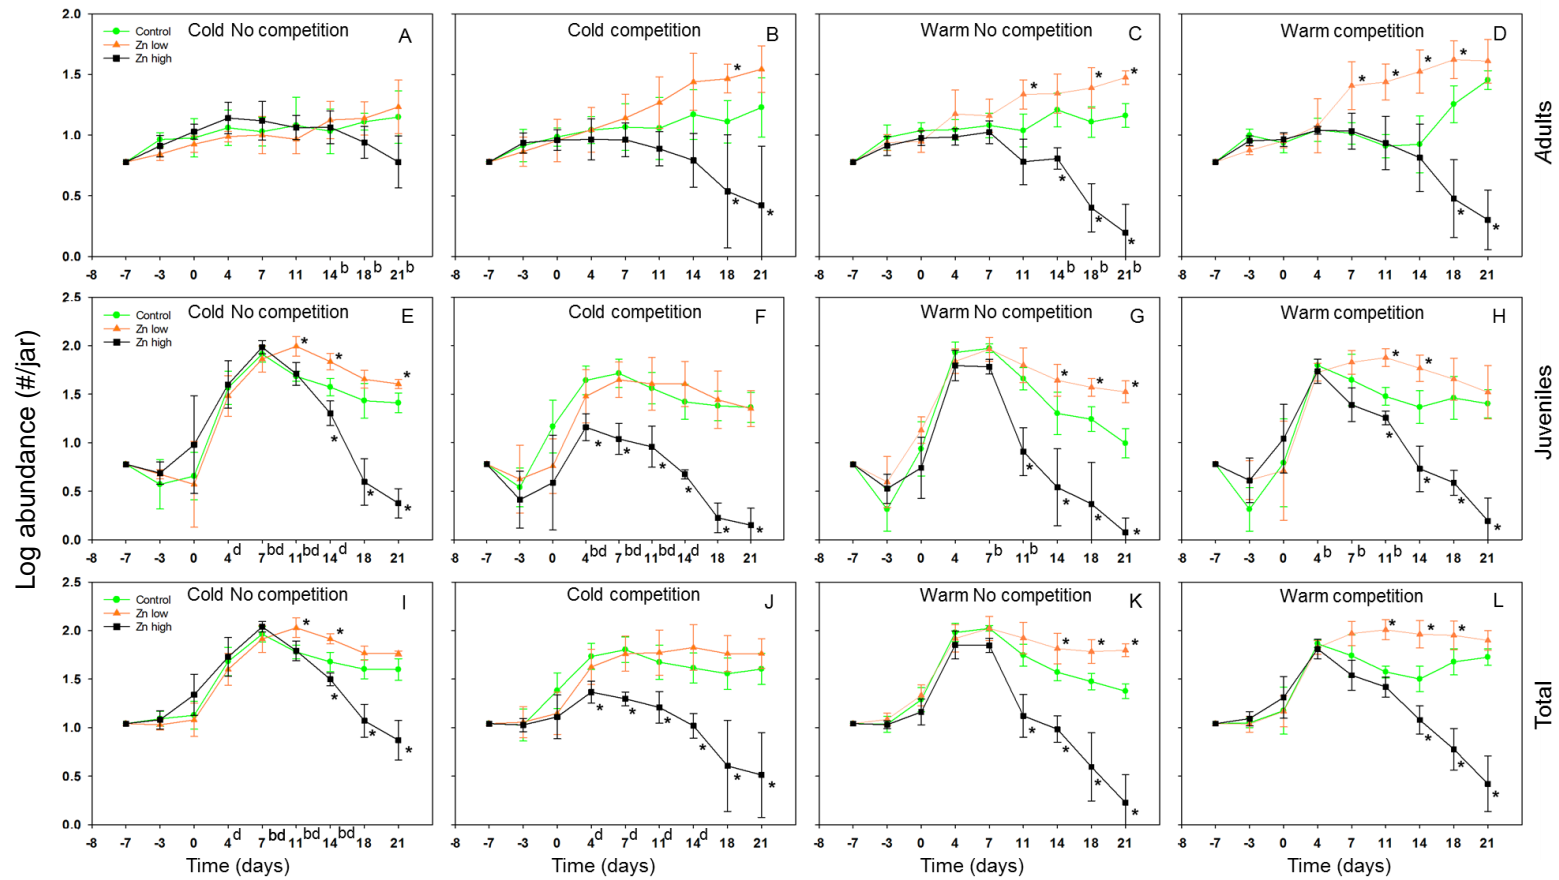 2.0
1.5
1.0
0.5
0.0
Control
Zn low
Zn high
Cold No competition
A
-8 -7 -3 0 4 7 11 14 b 18 b 21 b
Cold competition
B
* * *
-8 -7 -3 0 4 7 11 14 18 21
Warm No competition
C
* * * * * *
-8 -7 -3 0 4 7 11 14 b 18 b 21 b
Warm competition
D
* * * * * *
-8 -7 -3 0 4 7 11 14 18 21
Adults
Log abundance (#/jar)
2.5
2.0
1.5
1.0
0.5
0.0
Control
Zn low
Zn high
Cold No competition
E
* * * * * *
-8 -7 -3 0 4 d 7 bd 11 bd 14 d 18 21
Cold competition
F
* * * * * *
-8 -7 -3 0 4 bd 7 bd 11 bd 14 d 18 21
Warm No competition
G
* * * * * * *
-8 -7 -3 0 4 7 b 11 b 14 18 21
Warm competition
H
* * * * * *
-8 -7 -3 0 4 b 7 b 11 b 14 18 21
Juveniles
2.5
2.0
1.5
1.0
0.5
0.0
Control
Zn low
Zn high
Cold No competition
I
* * * * *
-8 -7 -3 0 4 d 7 bd 11 bd 14 bd 18 21
Time (days)
Cold competition
J
* * * * * *
-8 -7 -3 0 4 d 7 d 11 d 14 d 18 21
Time (days)
Warm No competition
K
* * * * * * *
-8 -7 -3 0 4 7 11 14 18 21
Time (days)
Warm competition
L
* * * * * * *
-8 -7 -3 0 4 7 11 14 18 21
Time (days)
Total